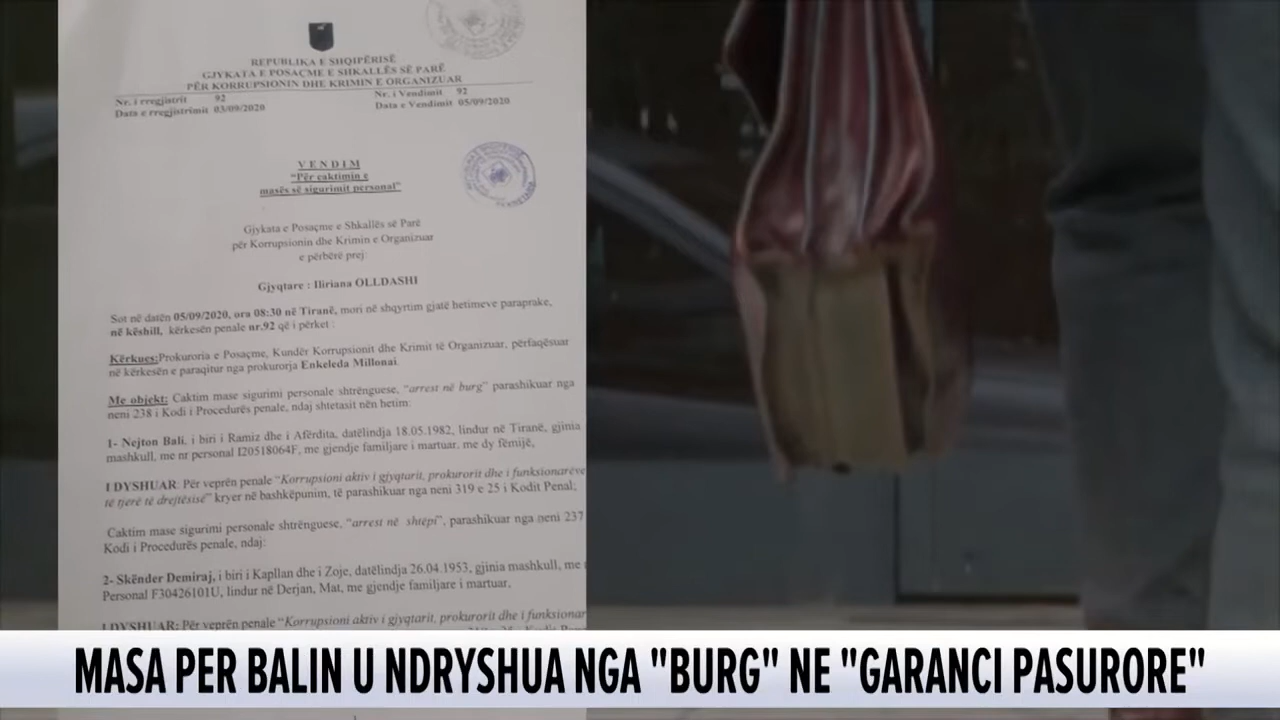 REPUBLIKA E SHQIPËRISË
GJYKATA E POSAÇME E SHKALLËS SË PARË
PËR KORRUPSIONIN DHE KRIMIN E ORGANIZUAR
Nr. i rregjistrit 92 Nr. i Vendimit 92
Data e rregjistrimit 03/09/2020 Data e Vendimit 05/09/2020
VENDIM
"Për caktimin e
masës së sigurimit personal"
Gjykata e Posaçme e Shkallës së Parë
për Korrupsionin dhe Krimin e Organizuar
e përbërë prej:
Gjyqtare : Iliriana OLLDASHI
Sot në datën 05/09/2020, ora 08:30 në Tiranë, mori në shqyrtim gjatë hetimeve paraprake,
në këshill, kërkesën penale nr.92 që i përket :
Kërkues:Prokuroria e Posaçme, Kundër Korrupsionit dhe Krimit të Organizuar, përfaqësuar
në kërkesën e paraqitur nga prokurorja Enkeleda Millonai.
Me objekt: Caktim mase sigurimi personale shtrënguese, "arrest në burg" parashikuar nga
neni 238 i Kodi i Procedurës penale, ndaj shtetasit nën hetim:
1- Nejton Bali, i biri i Ramiz dhe i Afërdita, datëlindja 18.05.1982, lindur në Tiranë, gjinia
mashkull, me nr personal I20518064F, me gjendje familjare i martuar, me dy fëmijë,
I DYSHUAR: Për veprën penale "Korrupsioni aktiv i gjyqtarit, prokurorit dhe i funksionarëve
të tjerë të drejtësisë" kryer në bashkëpunim, të parashikuar nga neni 319 e 25 i Kodit Penal;
Caktim mase sigurimi personale shtrënguese, "arrest në shtëpi", parashikuar nga neni 237
Kodi i Procedurës penale, ndaj:
2- Skënder Demiraj, i biri i Kapllan dhe i Zoje, datëlindja 26.04.1953, gjinia mashkull, me
Personal F30426101U, lindur në Derjan, Mat, me gjendje familjare i martuar,
I DYSHUAR: Për veprën penale "Korrupsioni aktiv i gjyqtarit, prokurorit dhe i funksionar
MASA PER BALIN U NDRYSHUA NGA "BURG" NE "GARANCI PASURORE"